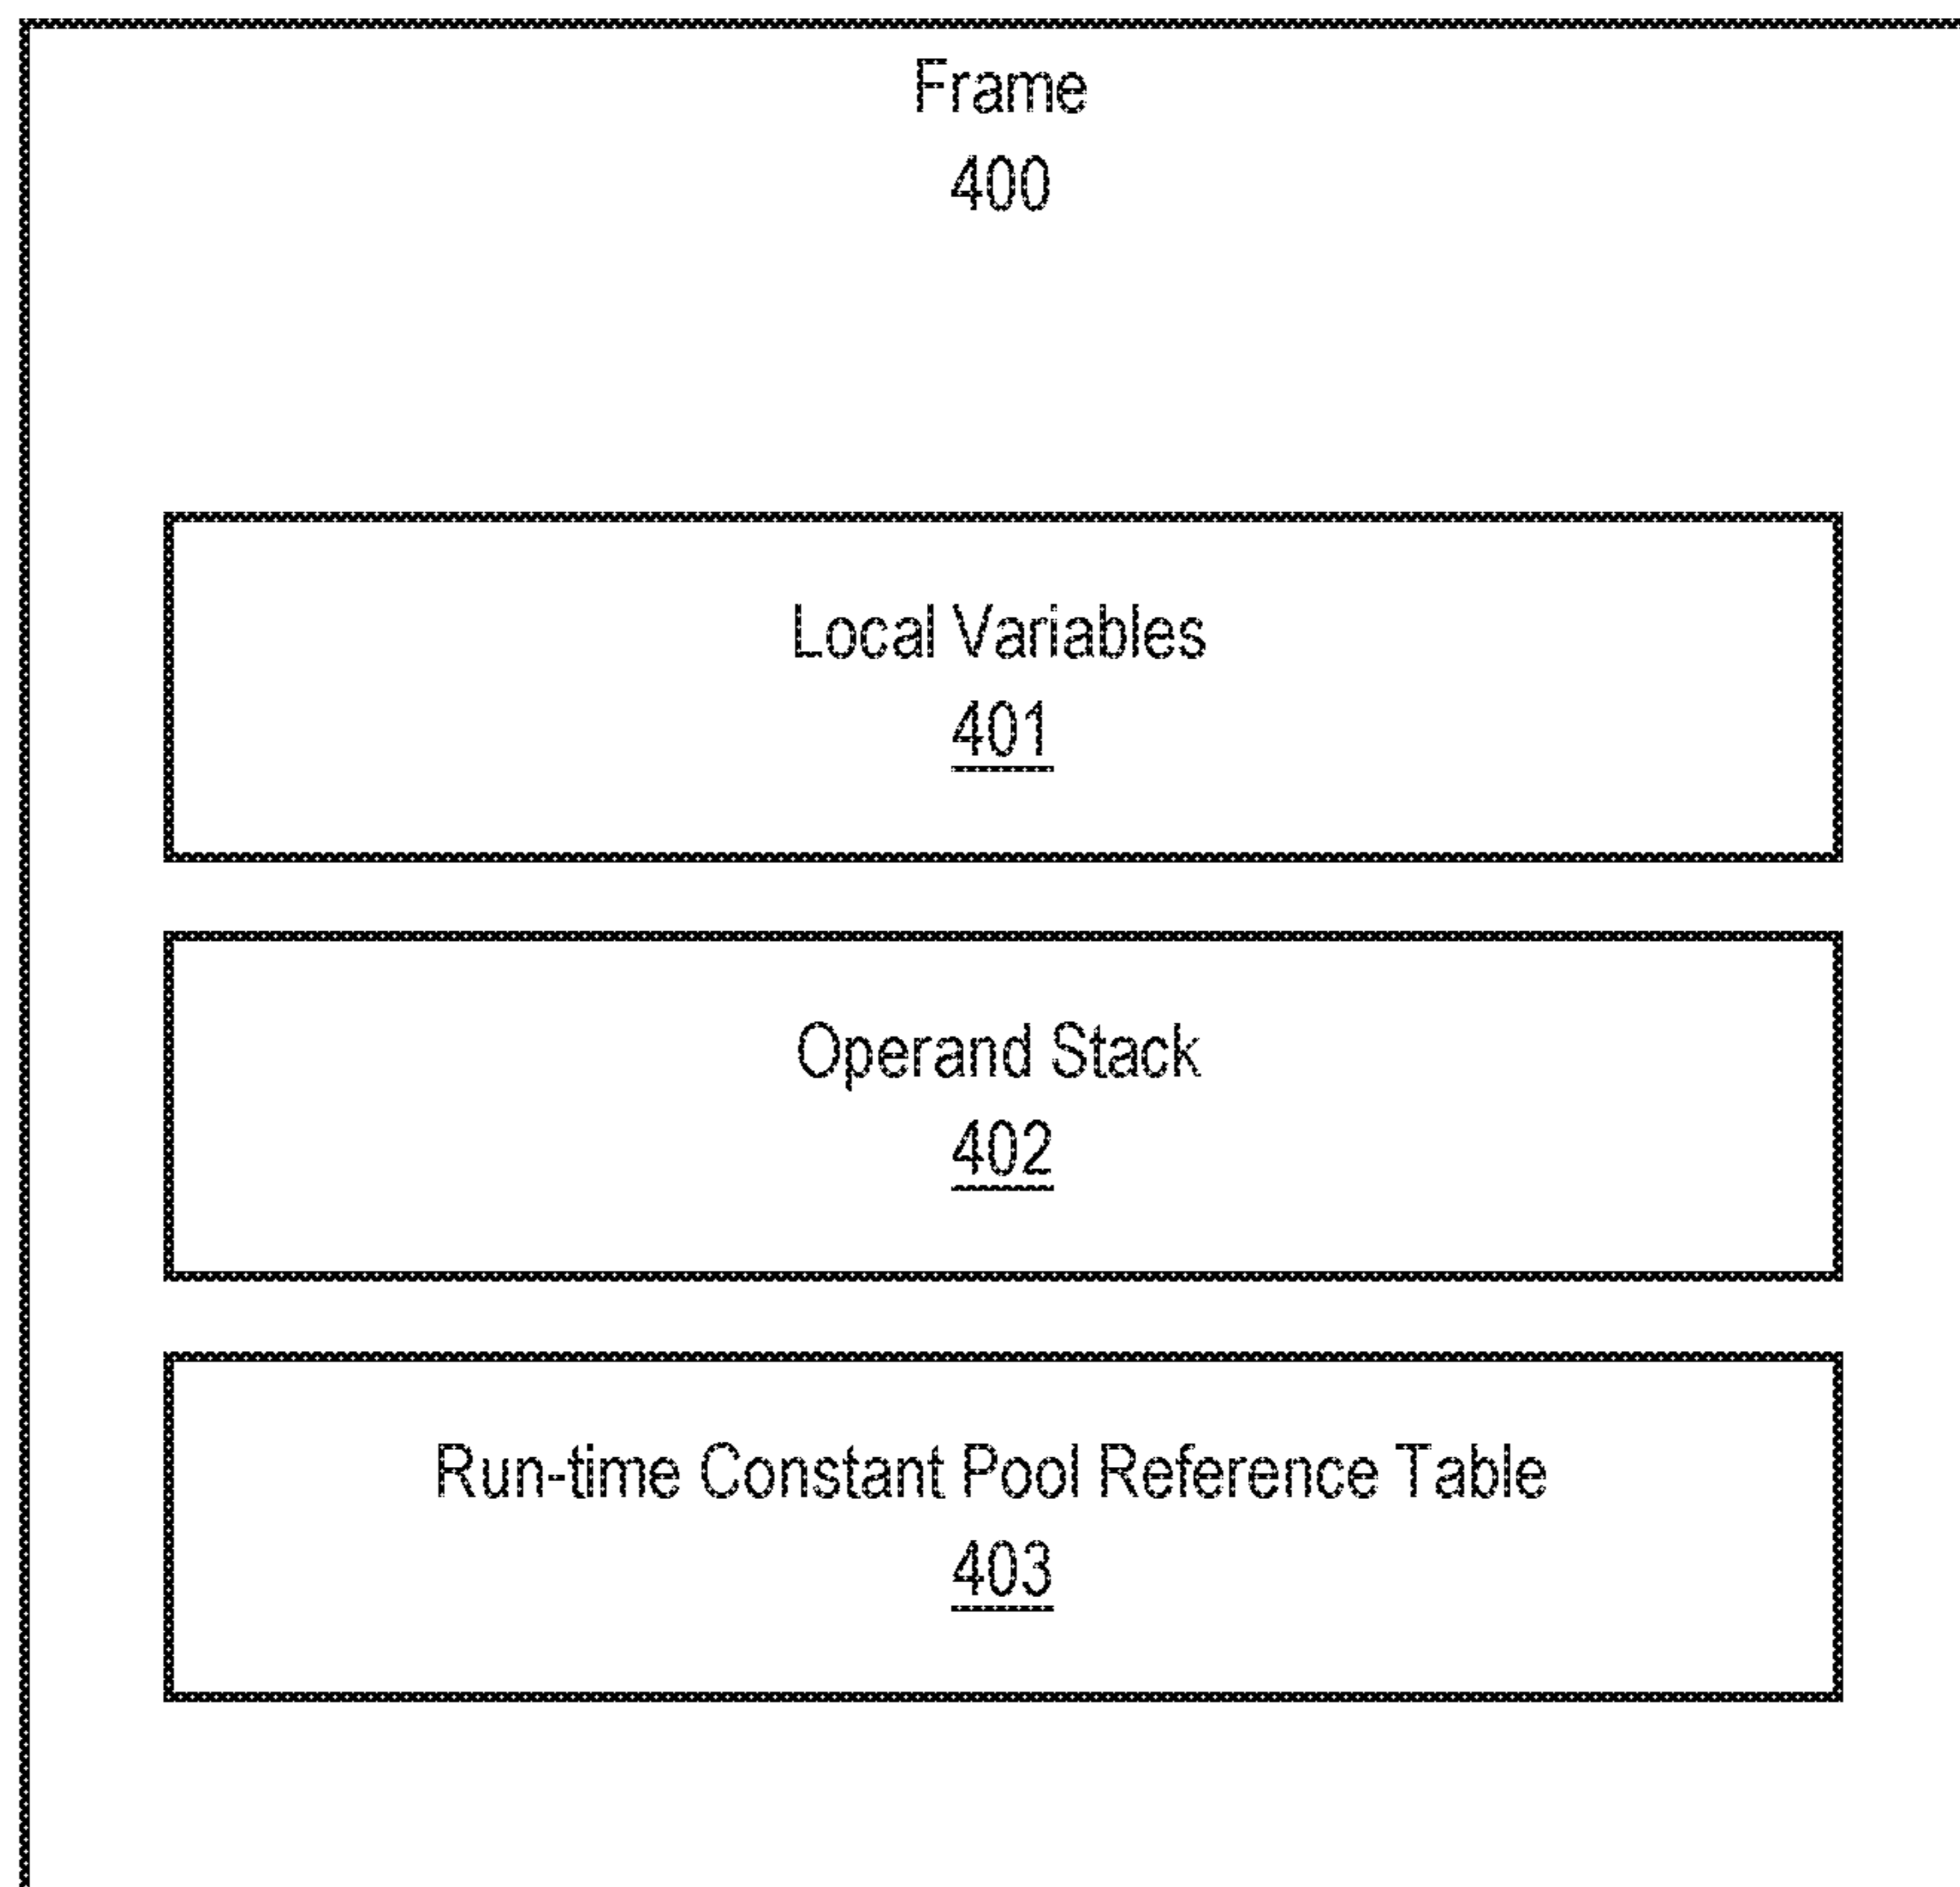 Frame
400
Local Variables
401
Operand Stack
402
Run-time Constant Pool Reference Table
403